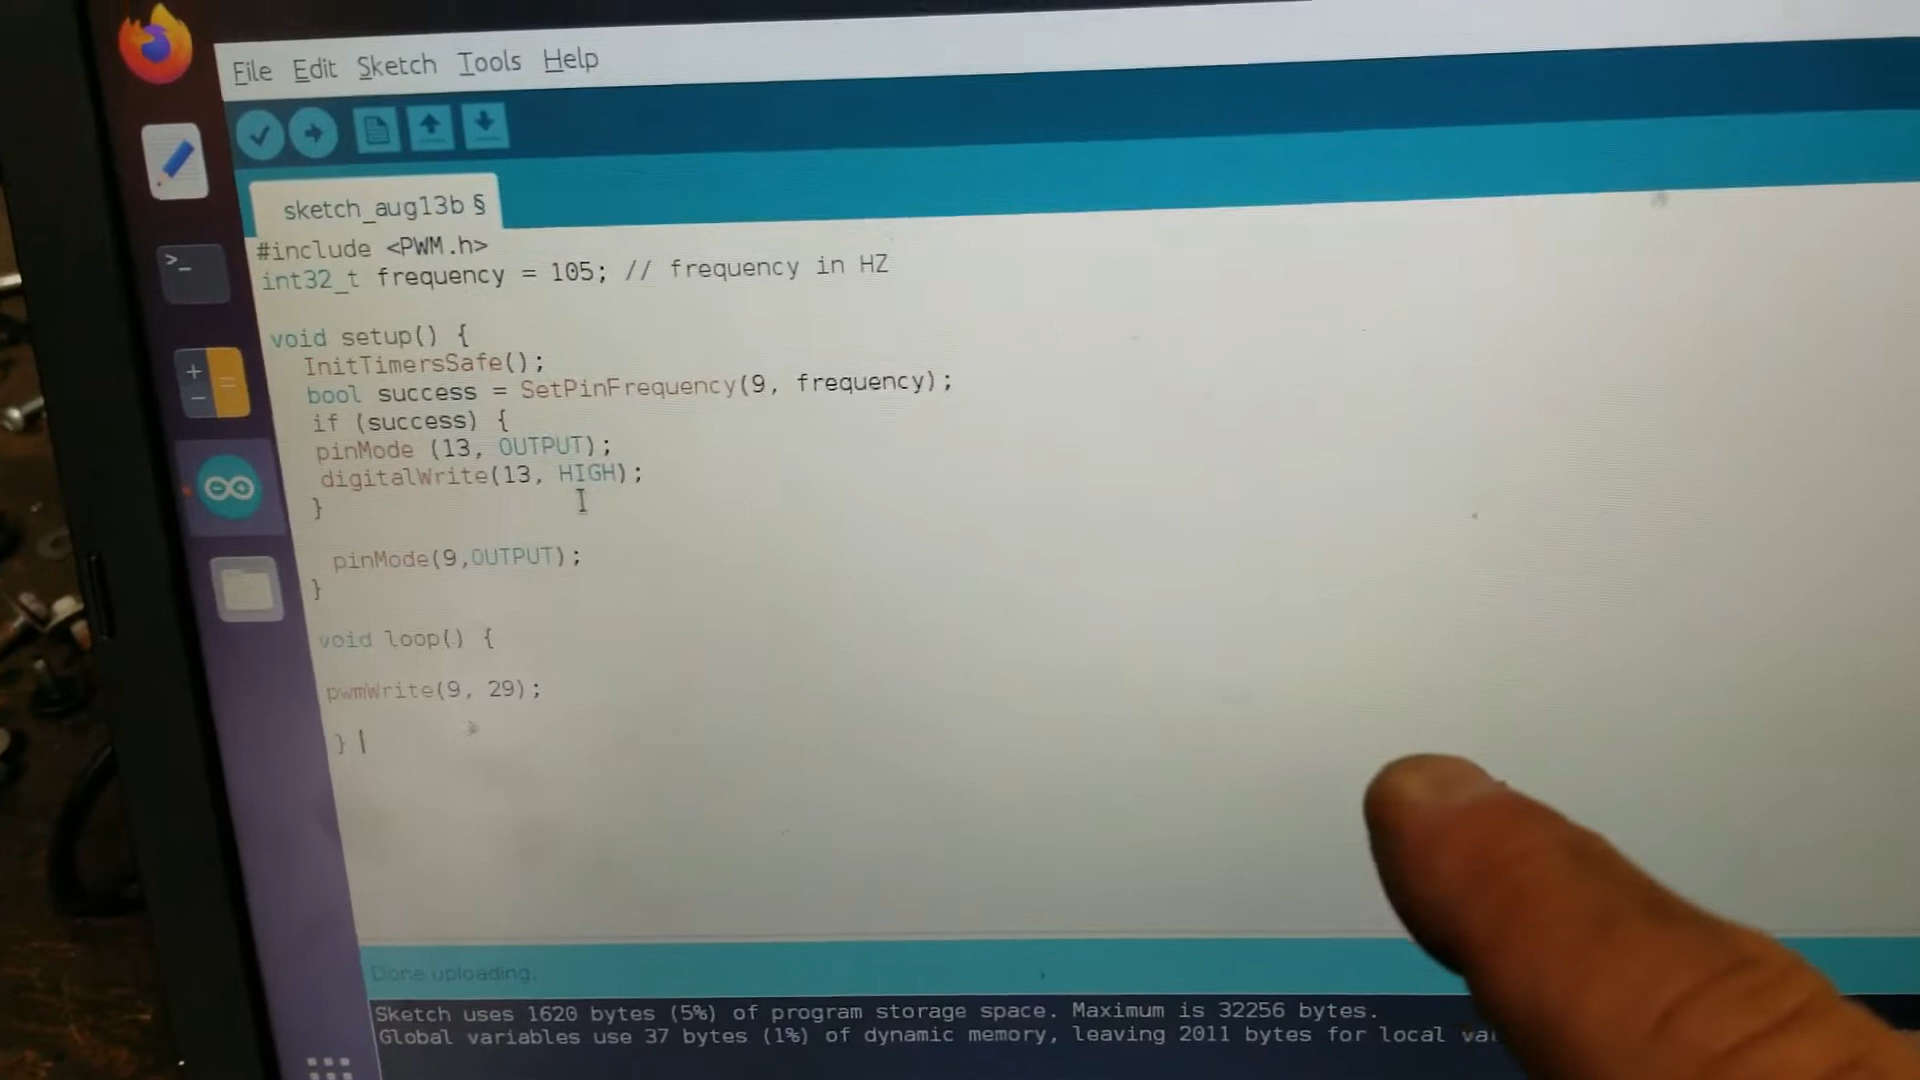 File Edit Sketch Tools Help
sketch_aug13b §
#include <PWM.h>
int32_t frequency = 105; // frequency in HZ
void setup() {
InitTimersSafe();
bool success = SetPinFrequency(9, frequency);
if (success) {
pinMode (13, OUTPUT);
digitalWrite(13, HIGH);
}
pinMode(9,OUTPUT);
}
void loop() {
pwmWrite(9, 29);
}
Done uploading.
Sketch uses 1620 bytes (5%) of program storage space. Maximum is 32256 bytes.
Global variables use 37 bytes (1%) of dynamic memory, leaving 2011 bytes for local